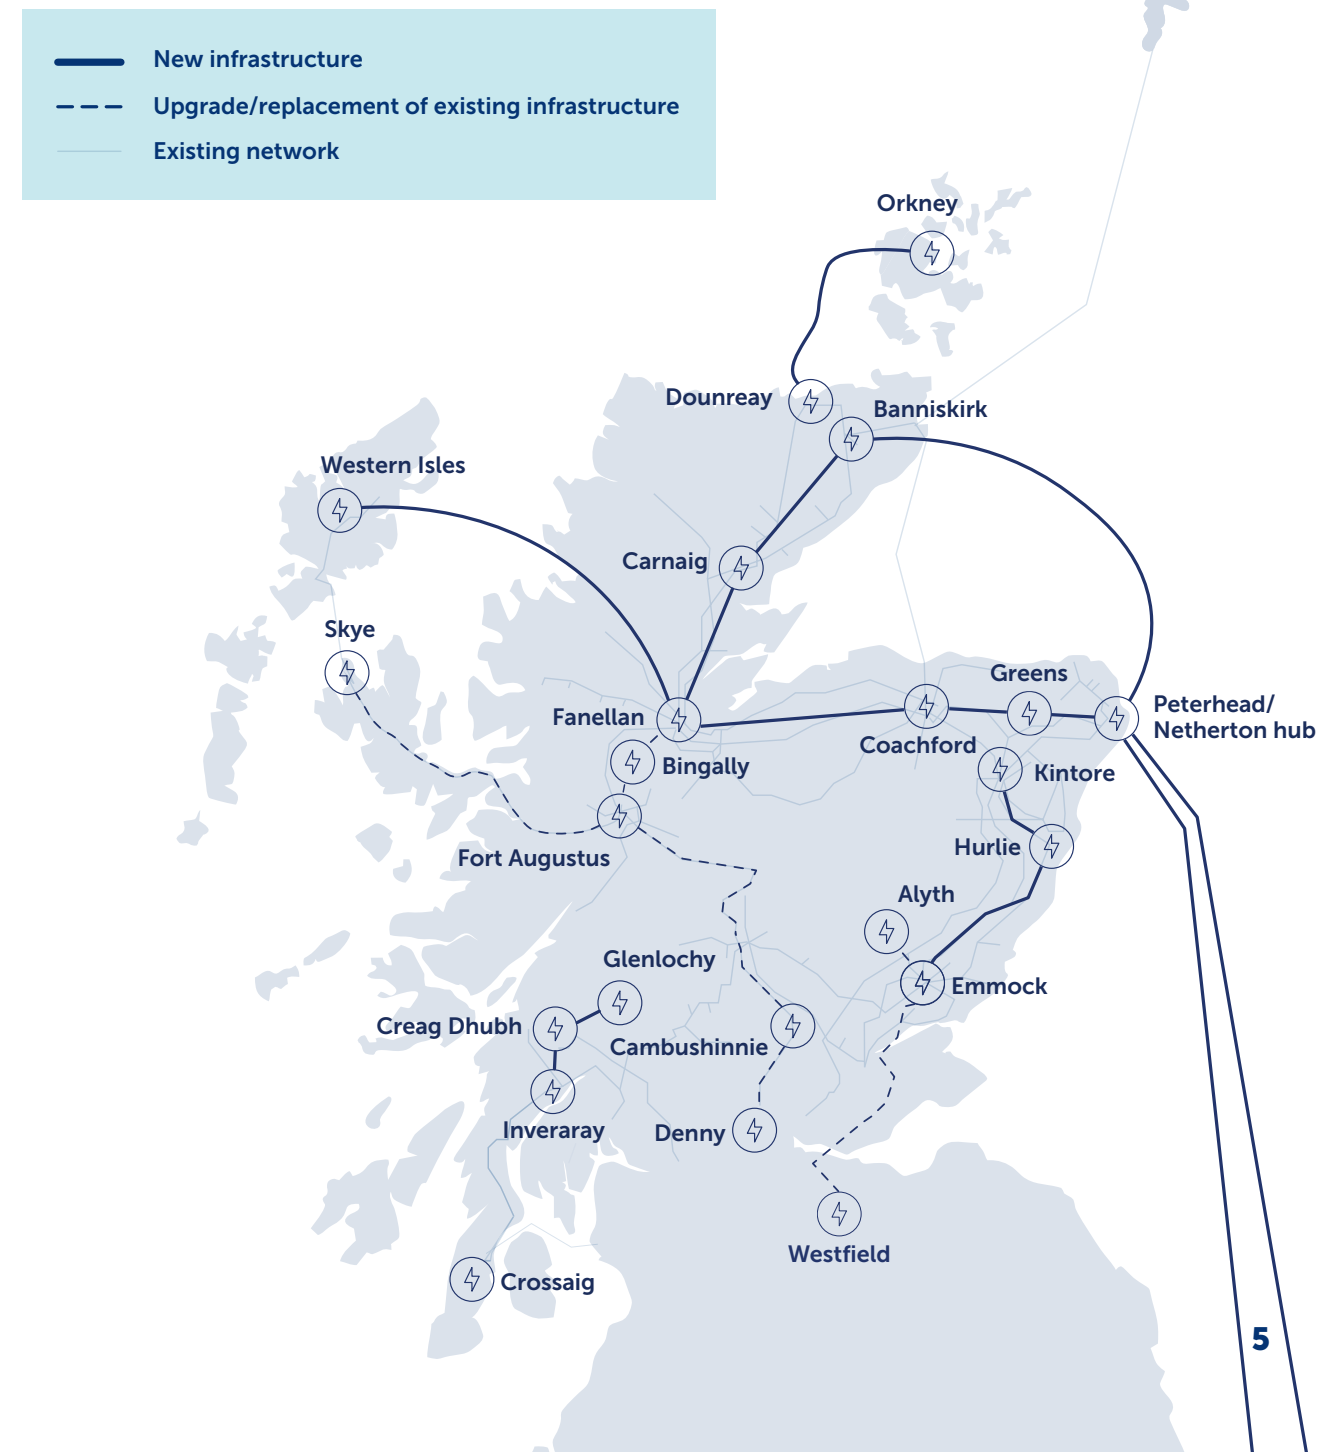 New infrastructure
Upgrade/replacement of existing infrastructure
Existing network
Orkney
Dounreay
Banniskirk
Western Isles
Carnaig
Skye
Greens
Fanellan
Peterhead/
Netherton hub
Coachford
Bingally
Kintore
Fort Augustus
Hurlie
Alyth
Glenlochy
Emmock
Creag Dhubh
Cambushinnie
Inveraray
Denny
Westfield
Crossaig
5